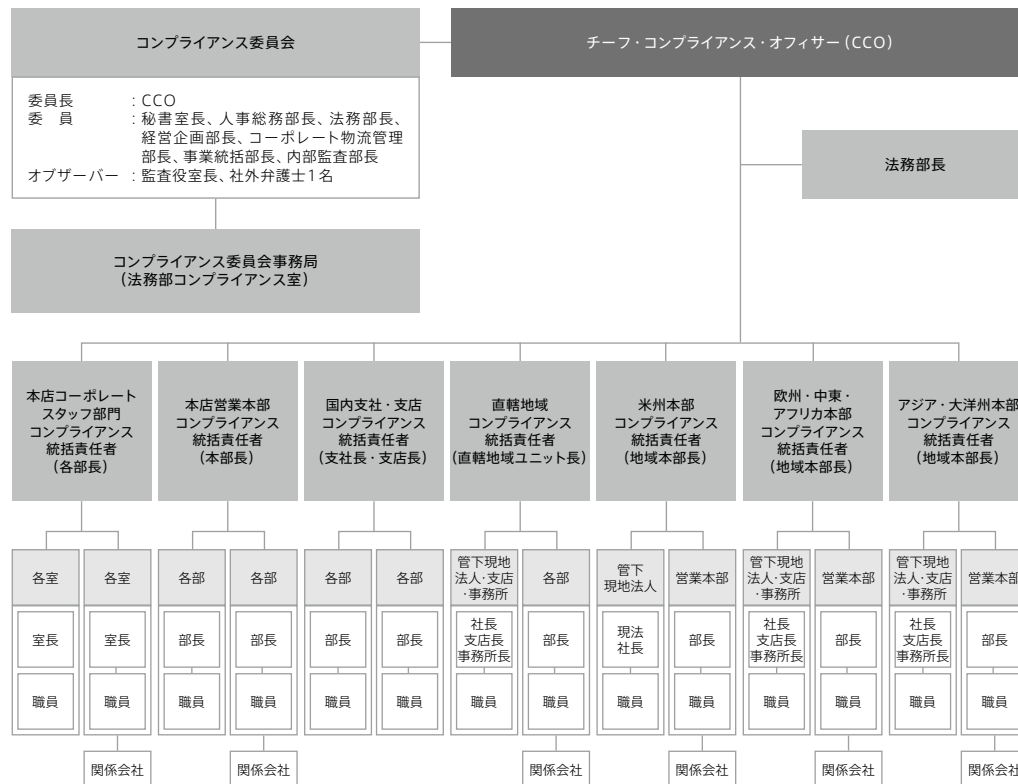 コンプライアンス委員会
チーフ・コンプライアンス・オフィサー（CCO）
委員長　：CCO
委　員　：秘書室長、人事総務部長、法務部長、
経営企画部長、コーポレート物流管理
部長、事業統括部長、内部監査部長
オブザーバー　：監査役室長、社外弁護士1名
法務部長
コンプライアンス委員会事務局
（法務部コンプライアンス室）
本店コーポレート
スタッフ部門
コンプライアンス
統括責任者
（各部長）
本店営業本部
コンプライアンス
統括責任者
（本部長）
国内支社・支店
コンプライアンス
統括責任者
（支社長・支店長）
直轄地域
コンプライアンス
統括責任者
（直轄地域ユニット長）
米州本部
コンプライアンス
統括責任者
（地域本部長）
欧州・中東・
アフリカ本部
コンプライアンス
統括責任者
（地域本部長）
アジア・大洋州本部
コンプライアンス
統括責任者
（地域本部長）
各室
室長
職員
各室
室長
職員
関係会社
各部
部長
職員
各部
部長
職員
関係会社
各部
部長
職員
各部
部長
職員
管下現地
法人・支店
・事務所
社長
支店長
事務所長
職員
各部
部長
職員
関係会社
管下
現地法人
現法
社長
職員
営業本部
部長
職員
関係会社
管下現地
法人・支店
・事務所
社長
支店長
事務所長
職員
営業本部
部長
職員
関係会社
管下現地
法人・支店
・事務所
社長
支店長
事務所長
職員
営業本部
部長
職員
関係会社